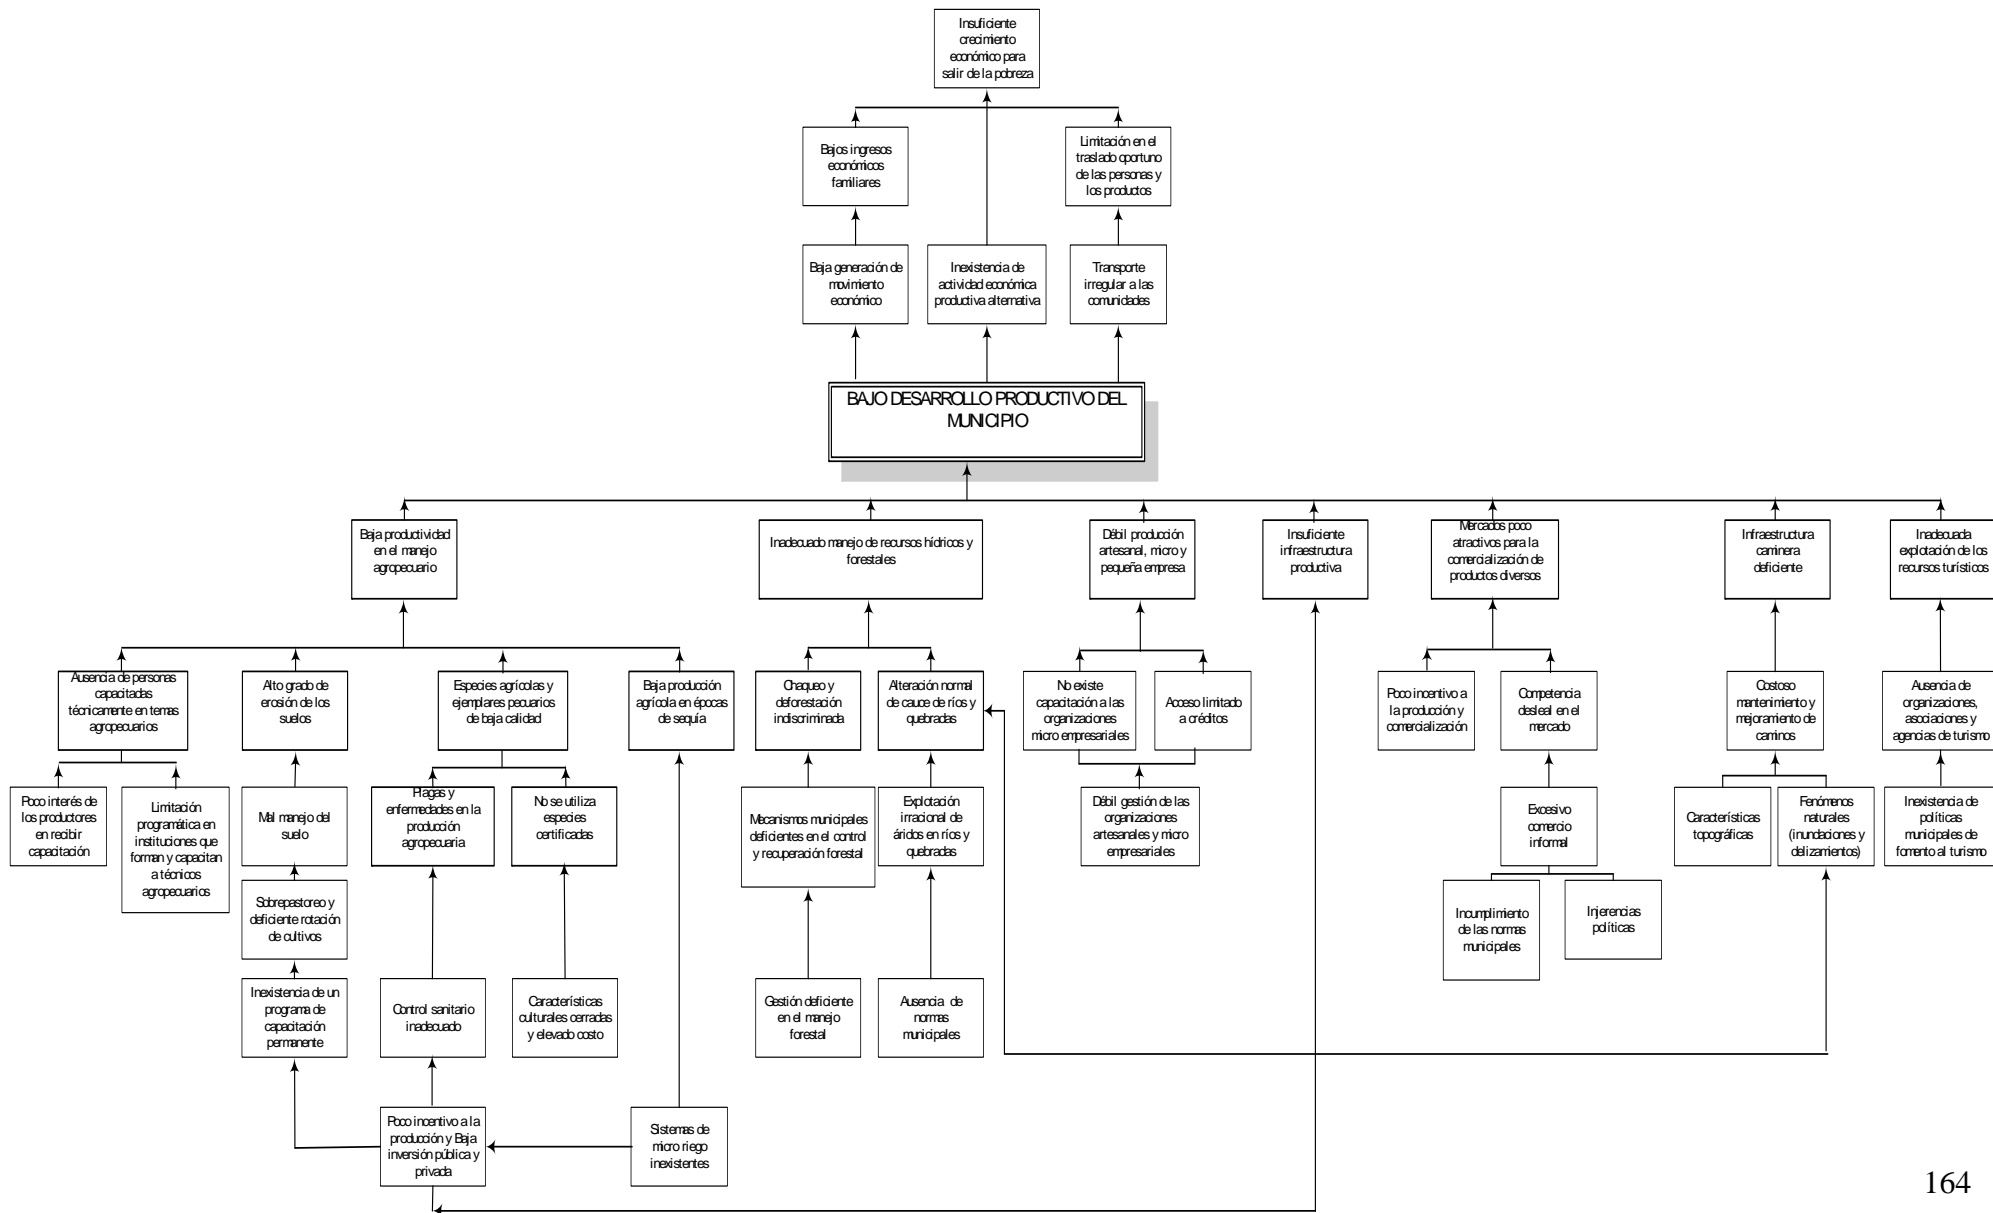 Insuficiente
crecimiento
económico para
salir de la pobreza
Bajos ingresos
económicos
familiares
Limitación en el
traslado oportuno
de las personas y
los productos
Baja generación de
movimiento
económico
Inexistencia de
actividad económica
productiva alternativa
Transporte
irregular a las
comunidades
BAJO DESARROLLO PRODUCTIVO DEL
MUNICIPIO
Baja productividad
en el manejo
agropecuario
Inadecuado manejo de recursos hídricos y
forestales
Débil producción
artesanal, micro y
pequeña empresa
Insuficiente
infraestructura
productiva
Mercados poco
atractivos para la
comercialización de
productos diversos
Infraestructura
caminera
deficiente
Inadecuada
explotación de los
recursos turísticos
Ausencia de personas
capacitadas
técnicamente en temas
agropecuarios
Alto grado de
erosión de los
suelos
Especies agrícolas y
ejemplares pecuarios
de baja calidad
Baja producción
agrícola en épocas
de sequía
Chaqueo y
deforestación
indiscriminada
Alteración normal
de cauce de ríos y
quebradas
No existe
capacitación a las
organizaciones
micro empresariales
Acceso limitado
a créditos
Poco incentivo a
la producción y
comercialización
Competencia
desleal en el
mercado
Costoso
mantenimiento y
mejoramiento de
caminos
Ausencia de
organizaciones,
asociaciones y
agencias de turismo
Poco interés de
los productores
en recibir
capacitación
Limitación
programática en
instituciones que
forman y capacitan
a técnicos
agropecuarios
Mal manejo del
suelo
Plagas y
enfermedades en la
producción
agropecuaria
No se utiliza
especies
certificadas
Mecanismos municipales
deficientes en el control
y recuperación forestal
Explotación
irracional de
áridos en ríos y
quebradas
Débil gestión de las
organizaciones
artesanales y micro
empresariales
Excesivo
comercio
informal
Características
topográficas
Fenómenos
naturales
(inundaciones y
delizamientos)
Inexistencia de
políticas
municipales de
fomento al turismo
Sobrepastoreo y
deficiente rotación
de cultivos
Incumplimiento
de las normas
municipales
Injerencias
políticas
Inexistencia de un
programa de
capacitación
permanente
Control sanitario
inadecuado
Características
culturales cerradas
y elevado costo
Gestión deficiente
en el manejo
forestal
Ausencia de
normas
municipales
Poco incentivo a la
producción y Baja
inversión pública y
privada
Sistemas de
micro riego
inexistentes
164